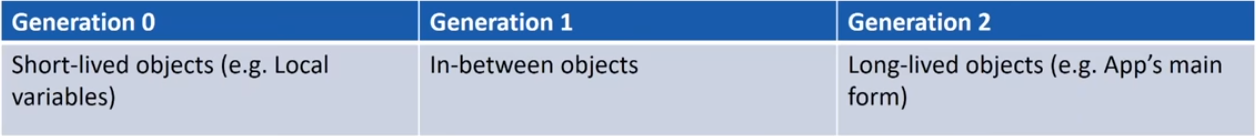 Generation 0
Generation 1
Generation 2
Short-lived objects (e.g. Local
variables)
In-between objects
Long-lived objects (e.g. App’s main
form)